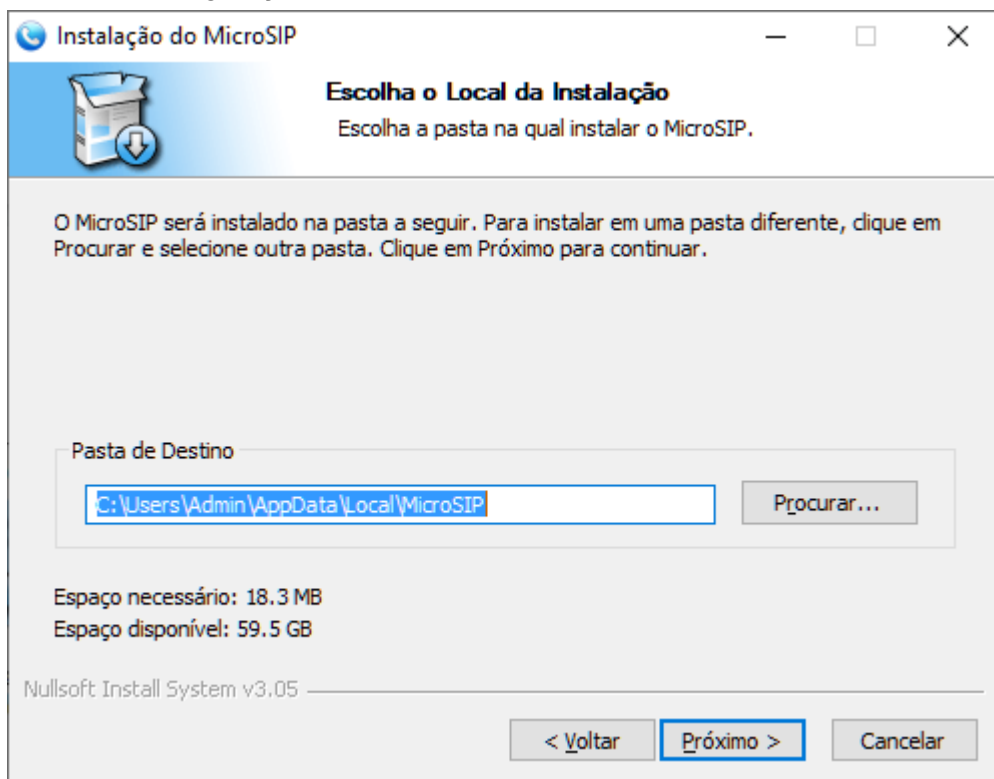 Instalação do MicroSIP
Escolha o Local da Instalação
Escolha a pasta na qual instalar o MicroSIP.
O MicroSIP será instalado na pasta a seguir. Para instalar em uma pasta diferente, clique em
Procurar e selecione outra pasta. Clique em Próximo para continuar.
Pasta de Destino
C:\Users\Admin\AppData\Local\MicroSIP
Procurar...
Espaço necessário: 18.3 MB
Espaço disponível: 59.5 GB
Nullsoft Install System v3.05
< Voltar Próximo > Cancelar